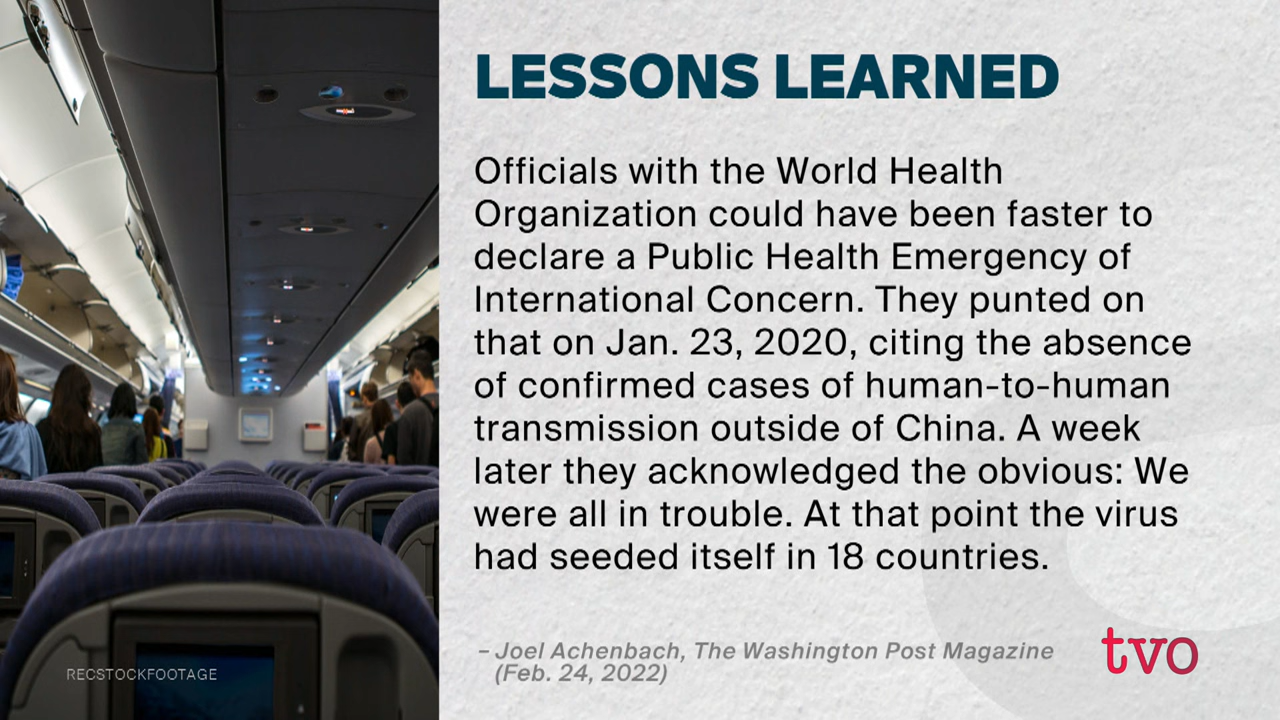 LESSONS LEARNED
Officials with the World Health
Organization could have been faster to
declare a Public Health Emergency of
International Concern. They punted on
that on Jan. 23, 2020, citing the absence
of confirmed cases of human-to-human
transmission outside of China. A week
later they acknowledged the obvious: We
were all in trouble. At that point the virus
had seeded itself in 18 countries.
– Joel Achenbach, The Washington Post Magazine
(Feb. 24, 2022)
tvo
RECSTOCKFOOTAGE